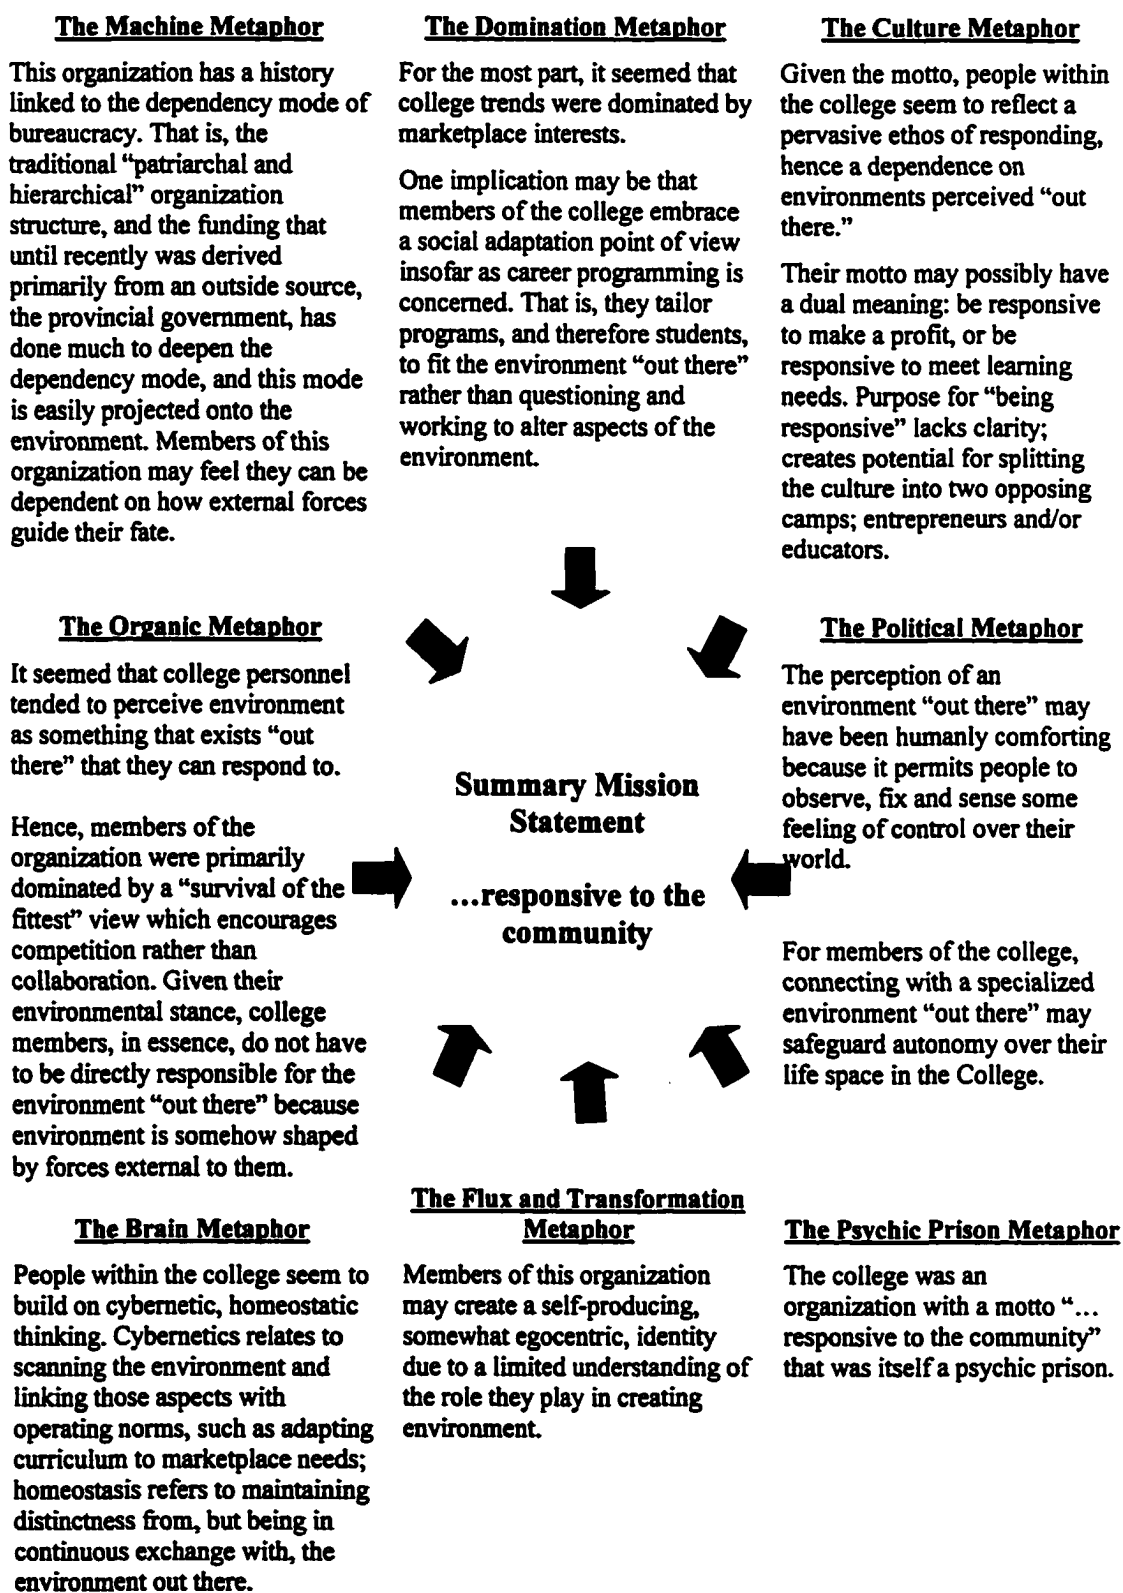 The Machine Metaphor
This organization has a history
linked to the dependency mode of
bureaucracy. That is, the
traditional “patriarchal and
hierarchical” organization
structure, and the funding that
until recently was derived
primarily from an outside source,
the provincial government, has
done much to deepen the
dependency mode, and this mode
is easily projected onto the
environment. Members of this
organization may feel they can be
dependent on how external forces
guide their fate.
The Domination Metaphor
For the most part, it seemed that
college trends were dominated by
marketplace interests.
One implication may be that
members of the college embrace
a social adaptation point of view
insofar as career programming is
concerned. That is, they tailor
programs, and therefore students,
to fit the environment “out there”
rather than questioning and
working to alter aspects of the
environment.
The Culture Metaphor
Given the motto, people within
the college seem to reflect a
pervasive ethos of responding,
hence a dependence on
environments perceived “out
there.”
Their motto may possibly have
a dual meaning: be responsive
to make a profit, or be
responsive to meet learning
needs. Purpose for “being
responsive” lacks clarity;
creates potential for splitting
the culture into two opposing
camps; entrepreneurs and/or
educators.
The Organic Metaphor
It seemed that college personnel
tended to perceive environment
as something that exists “out
there” that they can respond to.
Hence, members of the
organization were primarily
dominated by a “survival of the
fittest” view which encourages
competition rather than
collaboration. Given their
environmental stance, college
members, in essence, do not have
to be directly responsible for the
environment “out there” because
environment is somehow shaped
by forces external to them.
Summary Mission
Statement
...responsive to the
community
The Political Metaphor
The perception of an
environment “out there” may
have been humanly comforting
because it permits people to
observe, fix and sense some
feeling of control over their
world.
For members of the college,
connecting with a specialized
environment “out there” may
safeguard autonomy over their
life space in the College.
The Brain Metaphor
People within the college seem to
build on cybernetic, homeostatic
thinking. Cybernetics relates to
scanning the environment and
linking those aspects with
operating norms, such as adapting
curriculum to marketplace needs;
homeostasis refers to maintaining
distinctness from, but being in
continuous exchange with, the
environment out there.
The Flux and Transformation
Metaphor
Members of this organization
may create a self-producing,
somewhat egocentric, identity
due to a limited understanding of
the role they play in creating
environment.
The Psychic Prison Metaphor
The college was an
organization with a motto “...
responsive to the community”
that was itself a psychic prison.